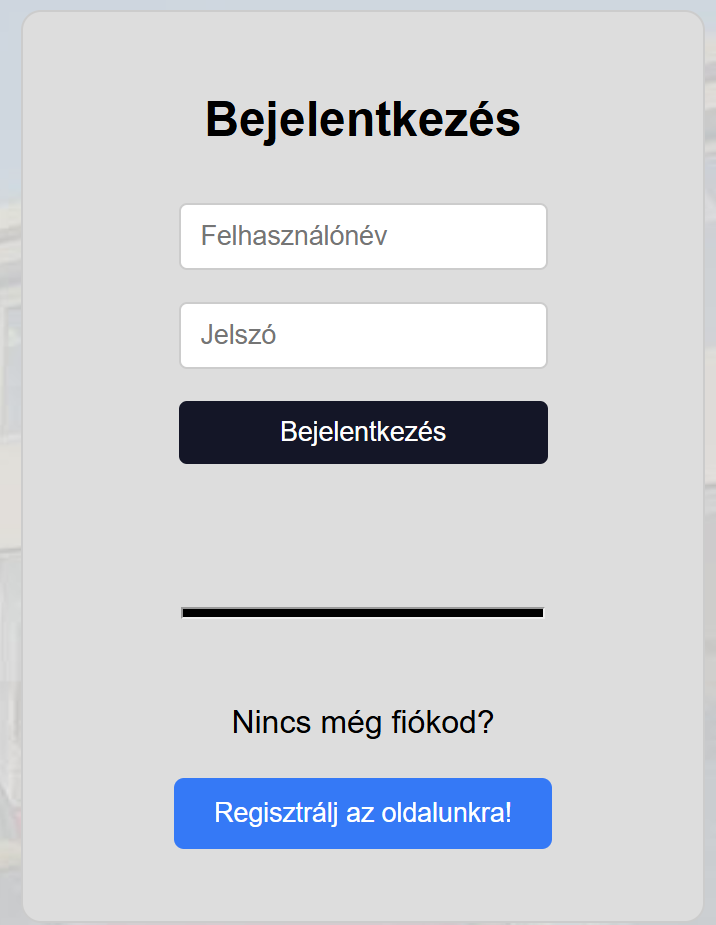 Bejelentkezés
Felhasználónév
Jelszó
Bejelentkezés
Nincs még fiókod?
Regisztrálj az oldalunkra!